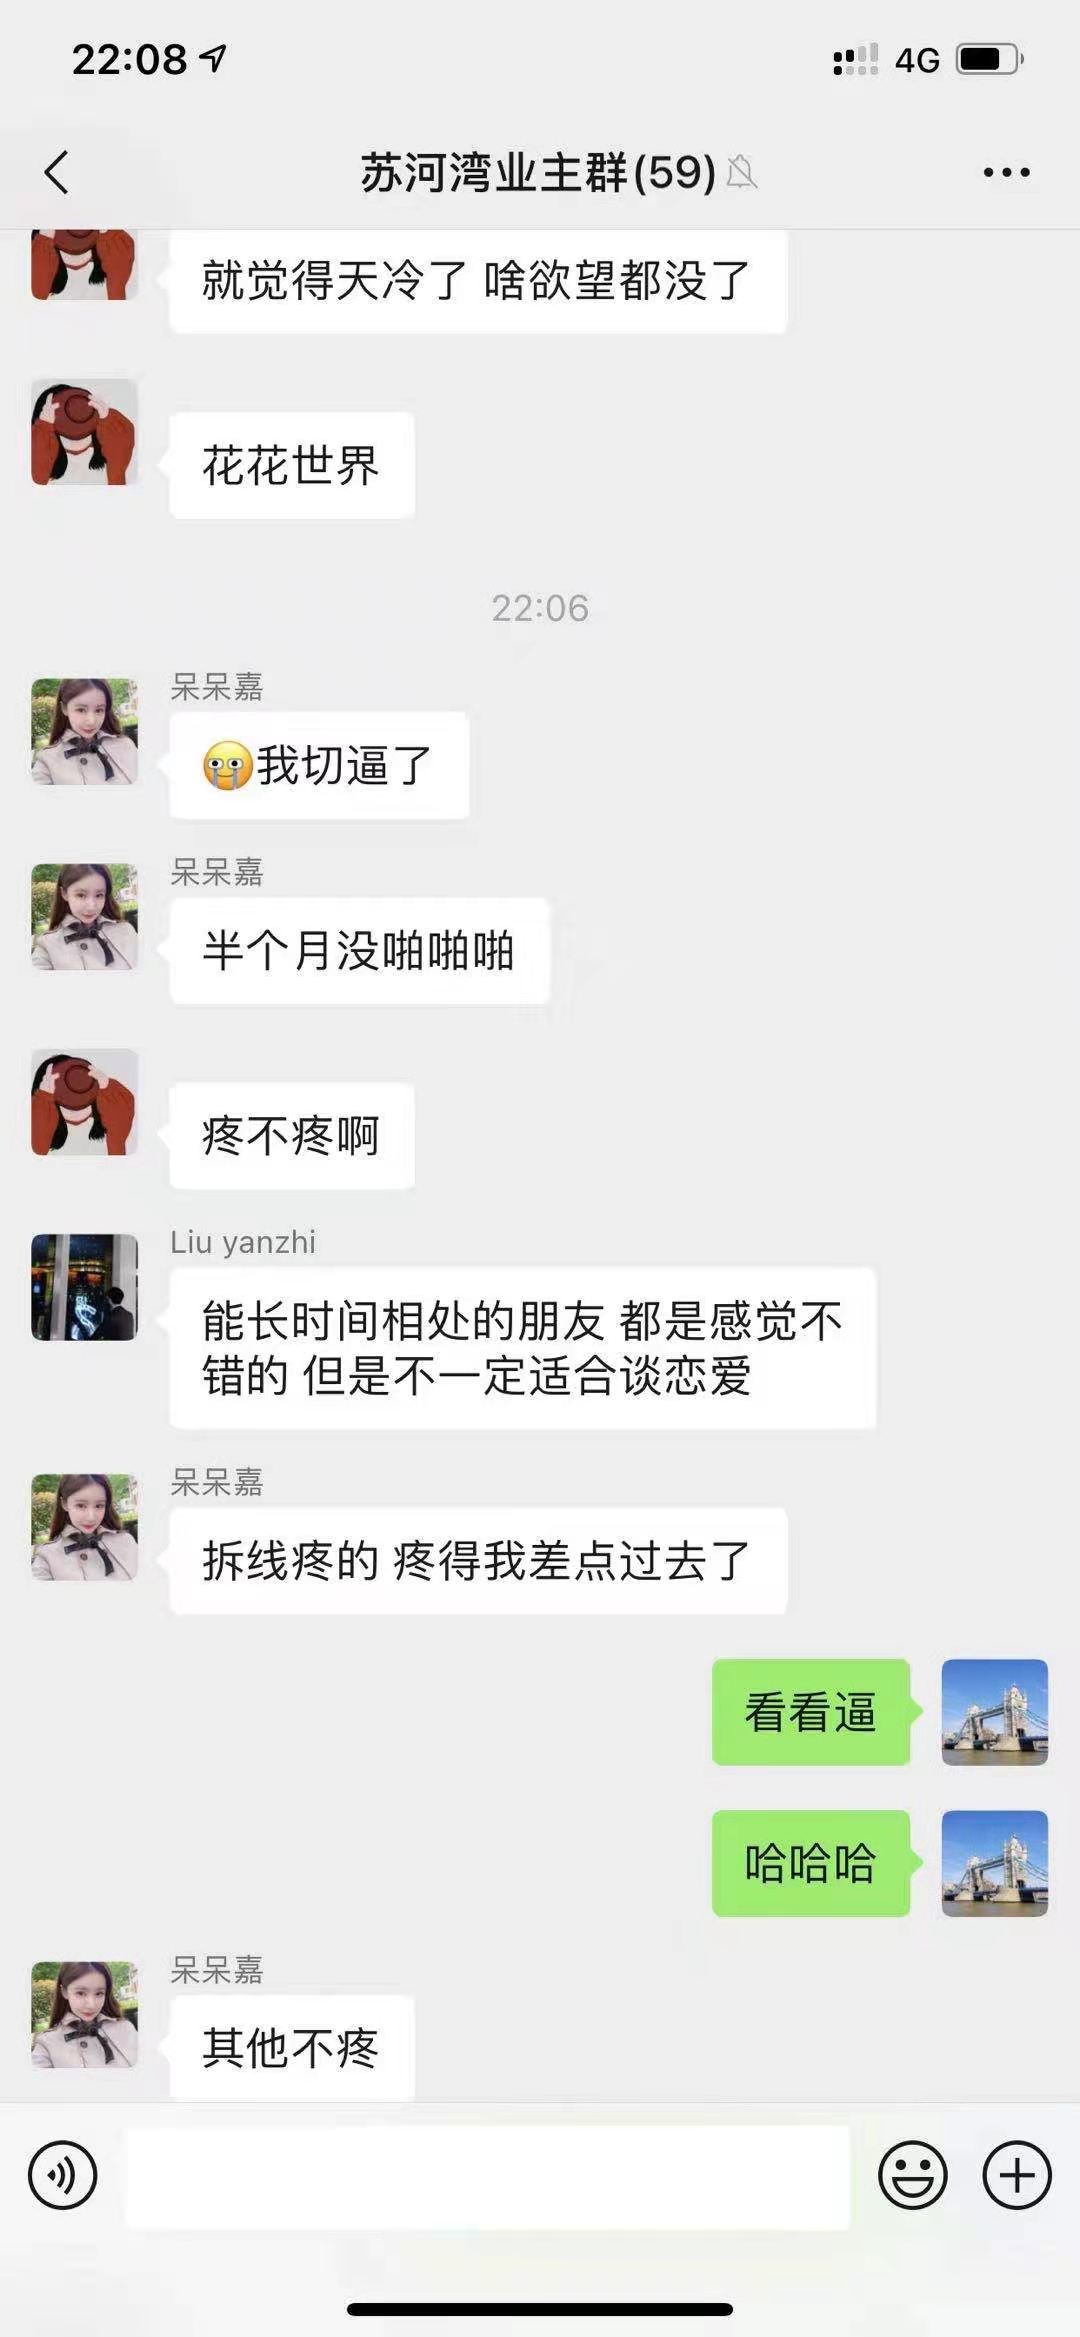 22:08
4G
苏河湾业主群(59)
就觉得天冷了 啥欲望都没了
花花世界
22:06
呆呆嘉
😭我切逼了
呆呆嘉
半个月没啪啪啪
疼不疼啊
Liu yanzhi
能长时间相处的朋友 都是感觉不
错的 但是不一定适合谈恋爱
呆呆嘉
拆线疼的 疼得我差点过去了
看看逼
哈哈哈
呆呆嘉
其他不疼